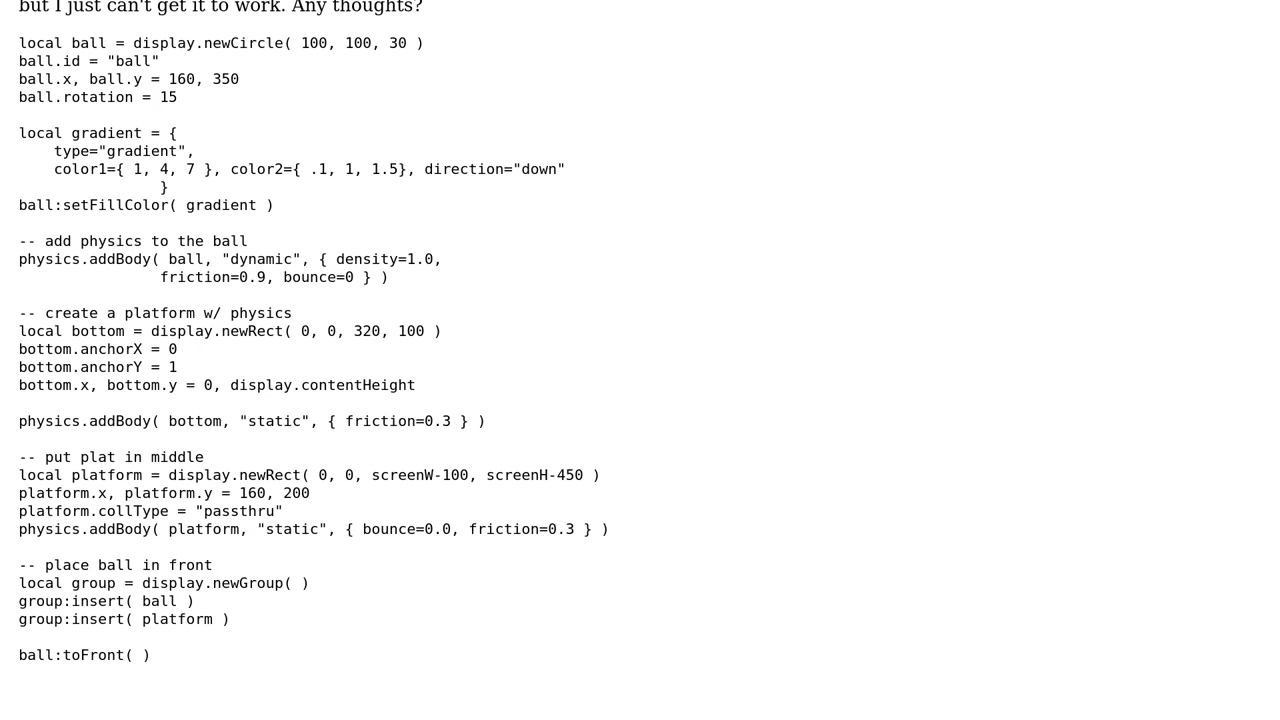 but I just can't get it to work. Any thoughts?
local ball = display.newCircle( 100, 100, 30 )
ball.id = "ball"
ball.x, ball.y = 160, 350
ball.rotation = 15
local gradient = {
    type="gradient",
    color1={ 1, 4, 7 }, color2={ .1, 1, 1.5}, direction="down"
                }
ball:setFillColor( gradient )
-- add physics to the ball
physics.addBody( ball, "dynamic", { density=1.0,
                friction=0.9, bounce=0 } )
-- create a platform w/ physics
local bottom = display.newRect( 0, 0, 320, 100 )
bottom.anchorX = 0
bottom.anchorY = 1
bottom.x, bottom.y = 0, display.contentHeight
physics.addBody( bottom, "static", { friction=0.3 } )
-- put plat in middle
local platform = display.newRect( 0, 0, screenW-100, screenH-450 )
platform.x, platform.y = 160, 200
platform.collType = "passthru"
physics.addBody( platform, "static", { bounce=0.0, friction=0.3 } )
-- place ball in front
local group = display.newGroup( )
group:insert( ball )
group:insert( platform )
ball:toFront( )